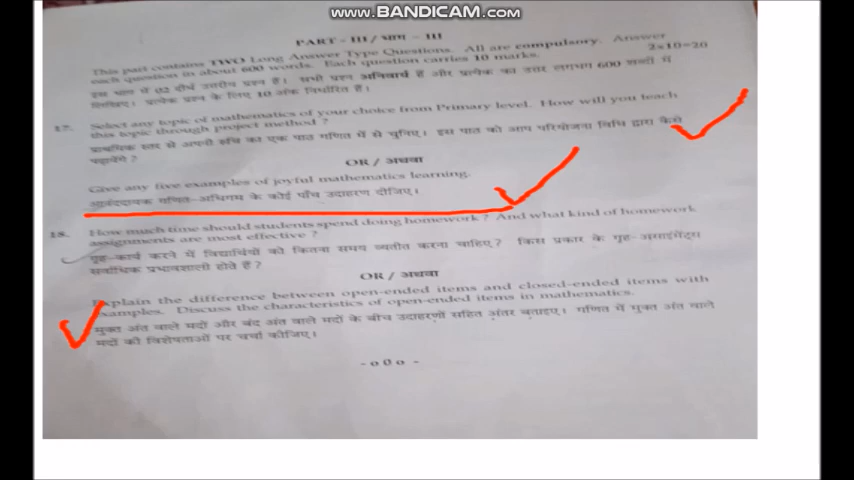 www.BANDICAM.com
PART - III / भाग - III
This part contains TWO Long Answer Type Questions. All are compulsory. Answer
each question in about 600 words. Each question carries 10 marks. 2x10=20
इस भाग में 02 दीर्घ उत्तरीय प्रश्न हैं। सभी प्रश्न अनिवार्य हैं और प्रत्येक का उत्तर लगभग 600 शब्दों में
लिखिए। प्रत्येक प्रश्न के लिए 10 अंक निर्धारित हैं।
17. Select any topic of mathematics of your choice from Primary level. How will you teach
this topic through project method ?
प्राथमिक स्तर से अपनी रुचि का एक पाठ गणित में से चुनिए। इस पाठ को आप परियोजना विधि द्वारा कैसे
पढ़ायेंगे ?
OR / अथवा
Give any five examples of joyful mathematics learning.
आनंददायक गणित-अधिगम के कोई पाँच उदाहरण दीजिए।
18. How much time should students spend doing homework ? And what kind of homework
assignments are most effective ?
गृह-कार्य करने में विद्यार्थियों को कितना समय व्यतीत करना चाहिए ? किस प्रकार के गृह-असाइनमेंट्स
सर्वाधिक प्रभावशाली होते हैं ?
OR / अथवा
Explain the difference between open-ended items and closed-ended items with
examples. Discuss the characteristics of open-ended items in mathematics.
मुक्त अंत वाले मदों और बंद अंत वाले मदों के बीच उदाहरणों सहित अंतर बताइए। गणित में मुक्त अंत वाले
मदों की विशेषताओं पर चर्चा कीजिए।
- o 0 o -